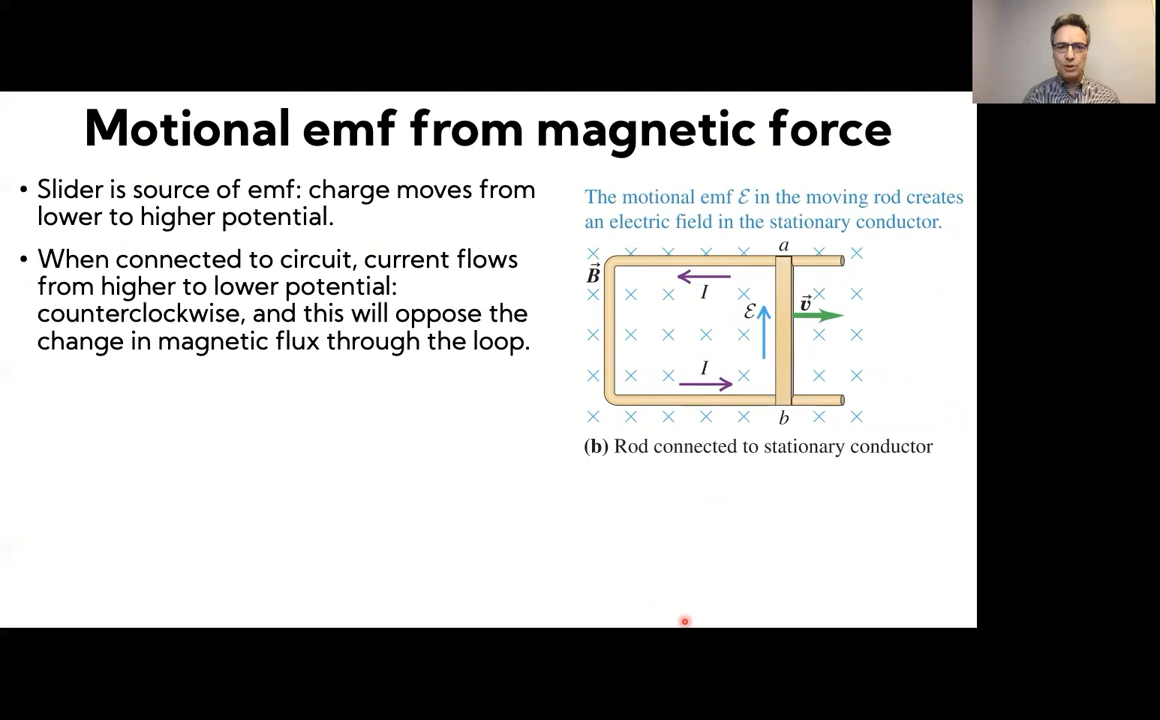 Motional emf from magnetic force
• Slider is source of emf: charge moves from
lower to higher potential.
• When connected to circuit, current flows
from higher to lower potential:
counterclockwise, and this will oppose the
change in magnetic flux through the loop.
The motional emf ℰ in the moving rod creates
an electric field in the stationary conductor.
a
B⃗
I
ℰ
v⃗
I
b
(b) Rod connected to stationary conductor